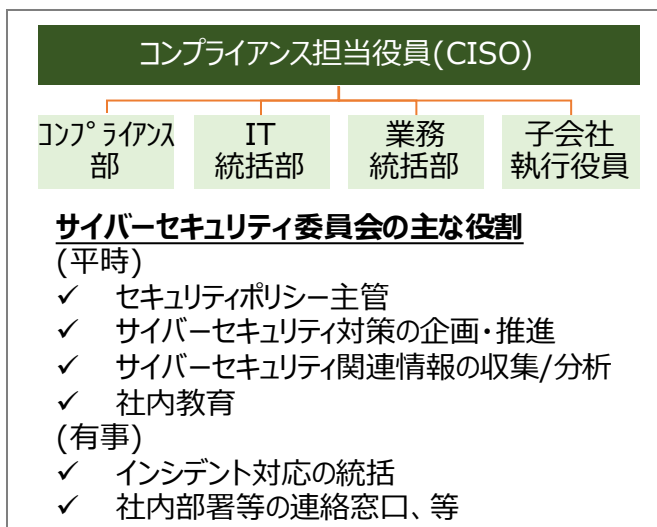 コンプライアンス担当役員(CISO)
ｺﾝﾌﾟﾗｲｱﾝｽ
部
IT
統括部
業務
統括部
子会社
執行役員
サイバーセキュリティ委員会の主な役割
(平時)
✓ セキュリティポリシー主管
✓ サイバーセキュリティ対策の企画・推進
✓ サイバーセキュリティ関連情報の収集/分析
✓ 社内教育
(有事)
✓ インシデント対応の統括
✓ 社内部署等の連絡窓口、等